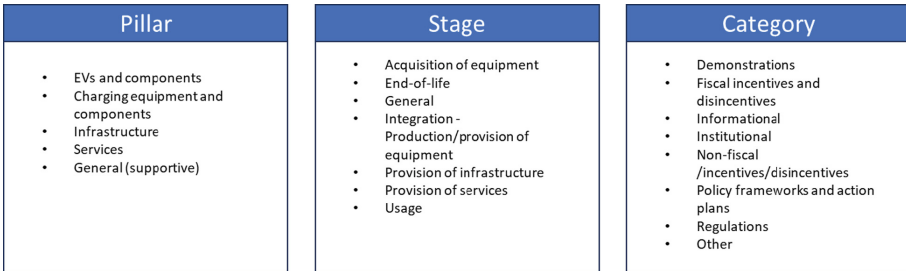 Pillar
• EVs and components
• Charging equipment and
components
• Infrastructure
• Services
• General (supportive)
Stage
• Acquisition of equipment
• End-of-life
• General
• Integration -
Production/provision of
equipment
• Provision of infrastructure
• Provision of services
• Usage
Category
• Demonstrations
• Fiscal incentives and
disincentives
• Informational
• Institutional
• Non-fiscal
/incentives/disincentives
• Policy frameworks and action
plans
• Regulations
• Other